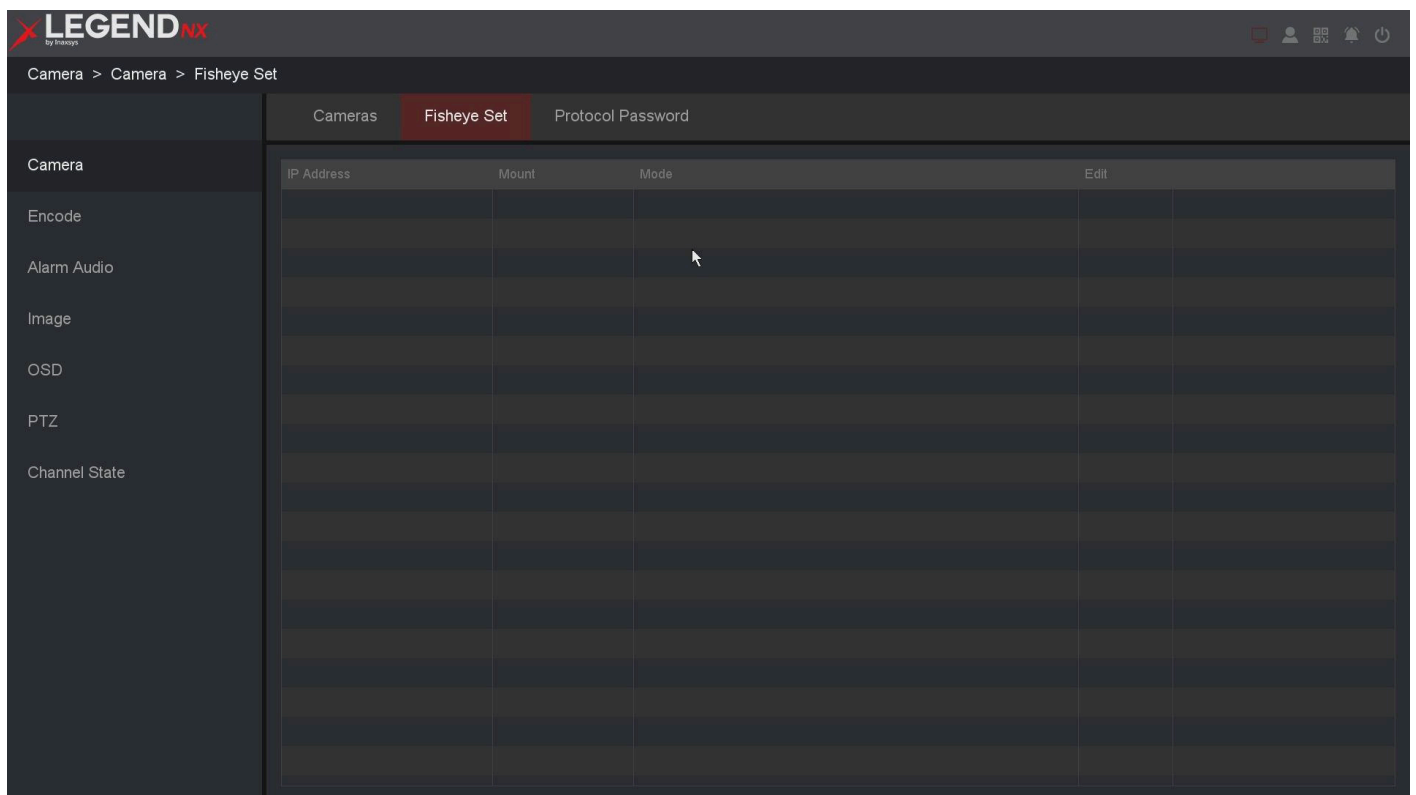 LEGEND NX
by Inaxsys
Camera > Camera > Fisheye Set
Cameras Fisheye Set Protocol Password
Camera
Encode
Alarm Audio
Image
OSD
PTZ
Channel State
IP Address Mount Mode Edit